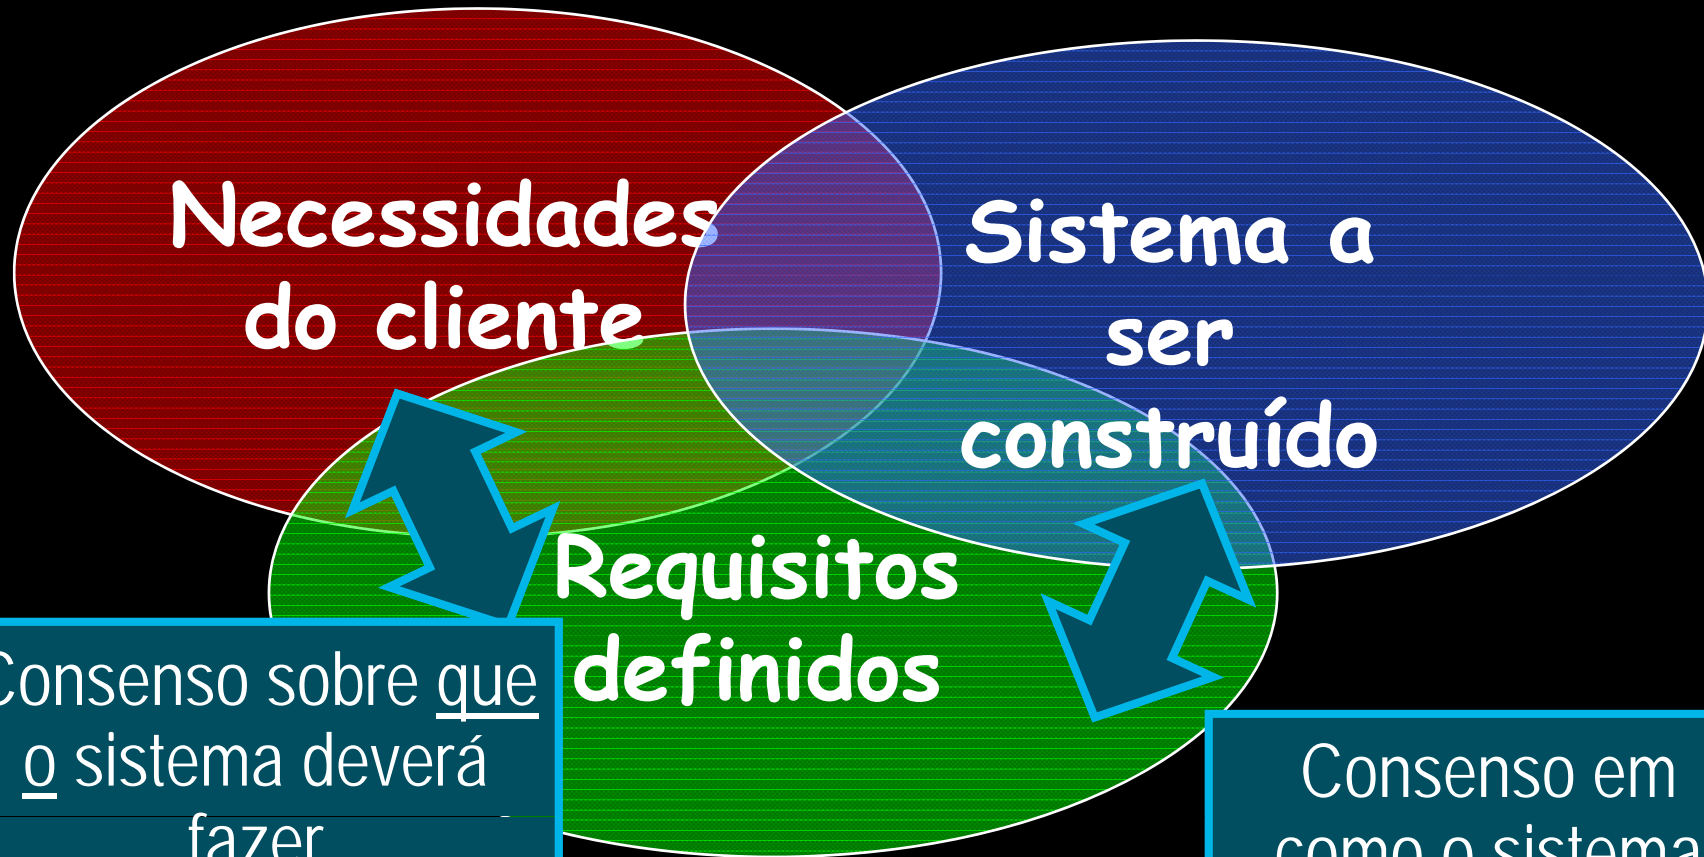 Necessidades
do cliente
Sistema a
ser
construído
Requisitos
definidos
Consenso sobre que
o sistema deverá
fazer
Consenso em
como o sistema